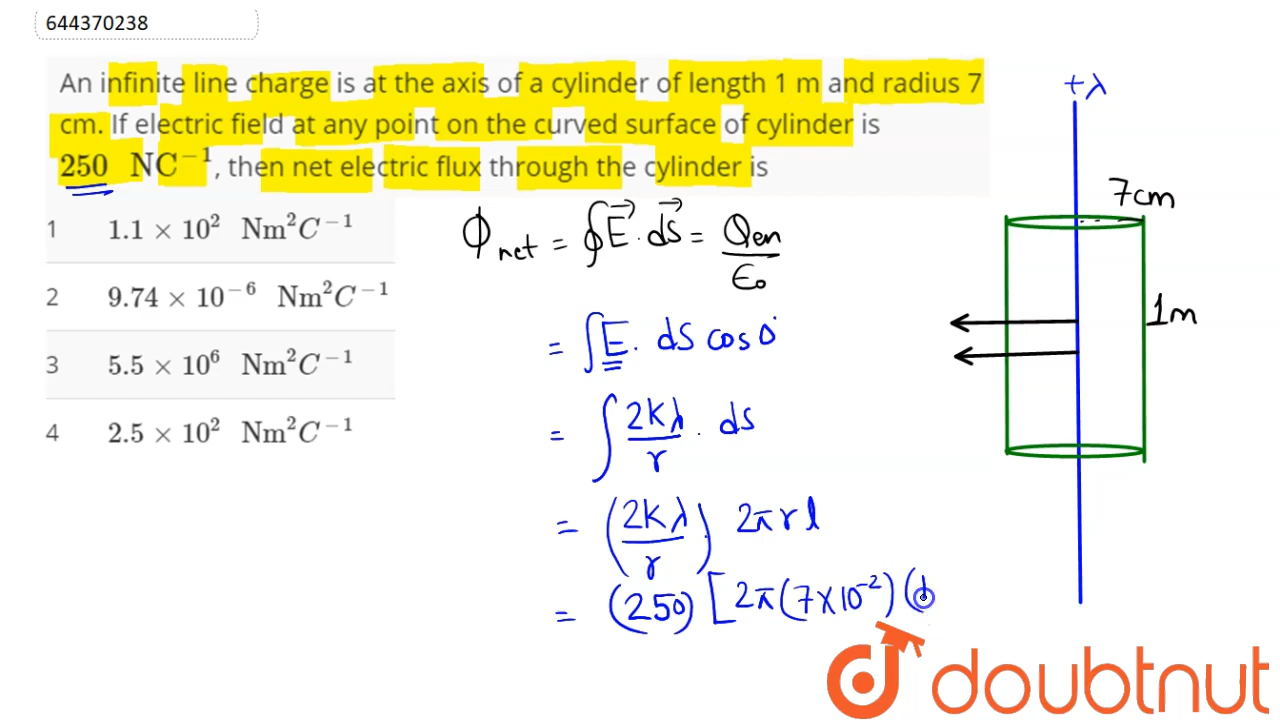 644370238
An infinite line charge is at the axis of a cylinder of length 1 m and radius 7
cm. If electric field at any point on the curved surface of cylinder is
250 NC⁻¹, then net electric flux through the cylinder is
1 1.1 × 10² Nm²C⁻¹
2 9.74 × 10⁻⁶ Nm²C⁻¹
3 5.5 × 10⁶ Nm²C⁻¹
4 2.5 × 10² Nm²C⁻¹
ϕnet = ∮E⃗.ds⃗ = Qen/ϵ₀
= ∫E. ds cos0°
= ∫ 2Kλ/r . ds
= (2Kλ/r) . 2πrl
= (250) [2π(7×10⁻²)(1
+λ
7cm
1m
doubtnut